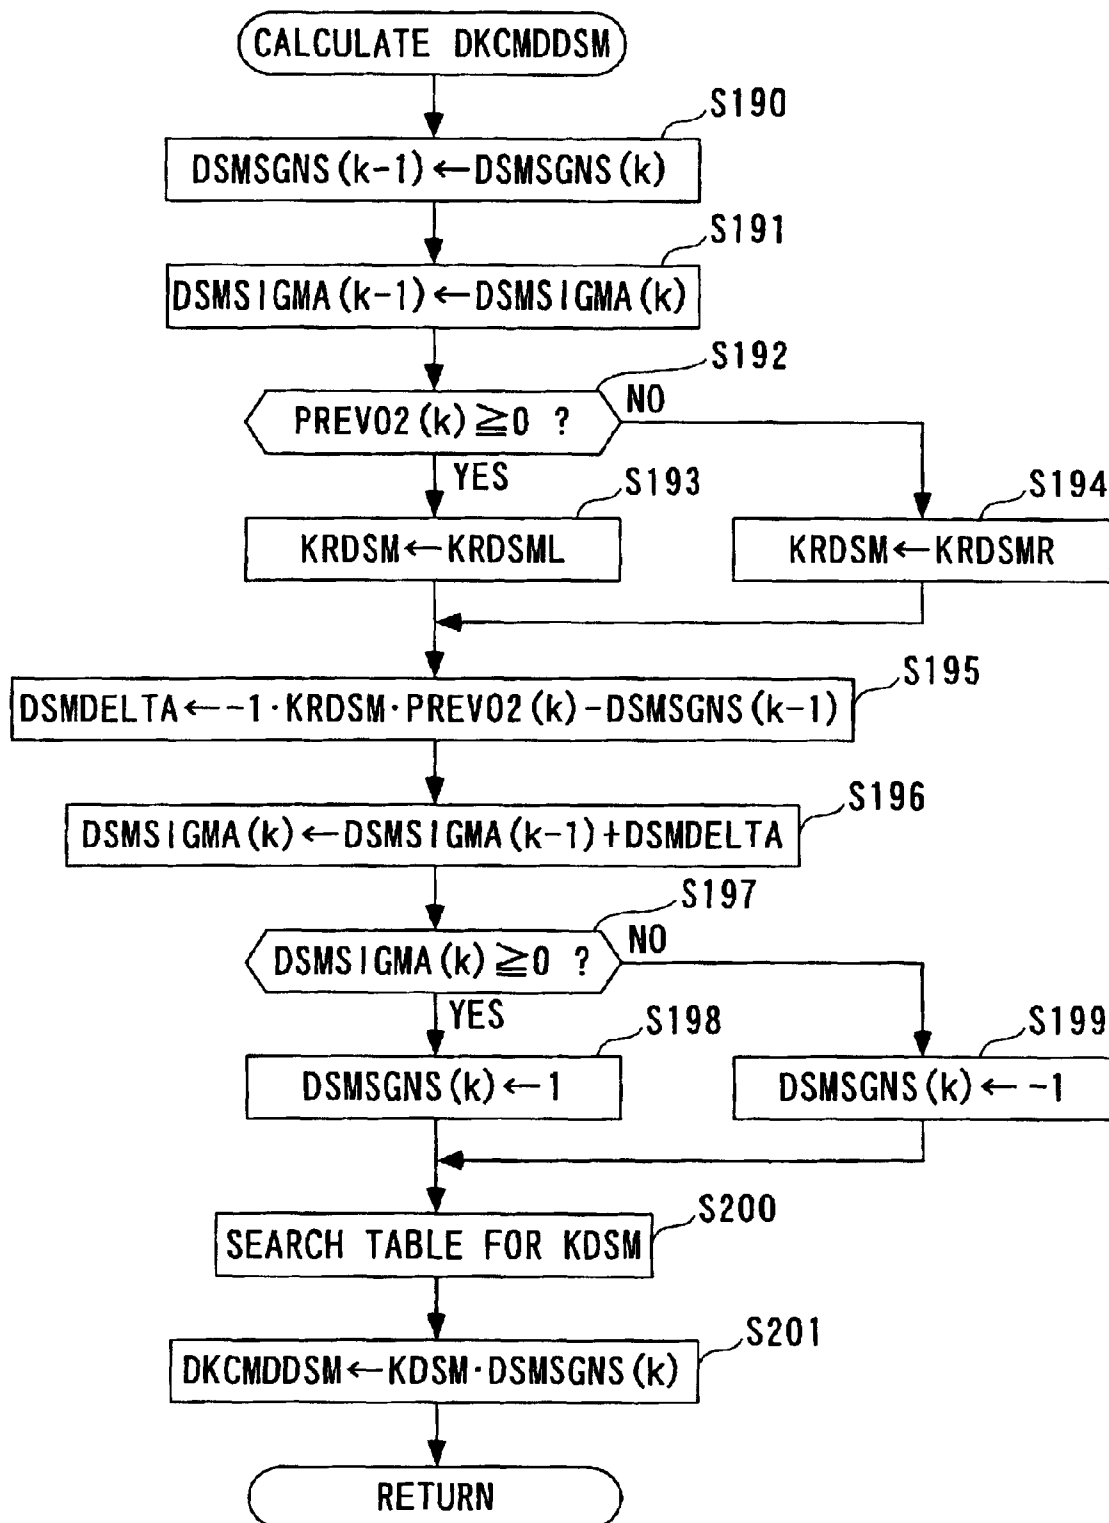 CALCULATE DKCMDDSM
S190
DSMSGNS(k-1)←DSMSGNS(k)
S191
DSMSIGMA(k-1)←DSMSIGMA(k)
S192
PREVO2(k)≧0 ?
NO
YES
S193
S194
KRDSM←KRDSML
KRDSM←KRDSMR
S195
DSMDELTA←-1·KRDSM·PREVO2(k)-DSMSGNS(k-1)
S196
DSMSIGMA(k)←DSMSIGMA(k-1)+DSMDELTA
S197
DSMSIGMA(k)≧0 ?
NO
YES
S198
S199
DSMSGNS(k)←1
DSMSGNS(k)←-1
S200
SEARCH TABLE FOR KDSM
S201
DKCMDDSM←KDSM·DSMSGNS(k)
RETURN